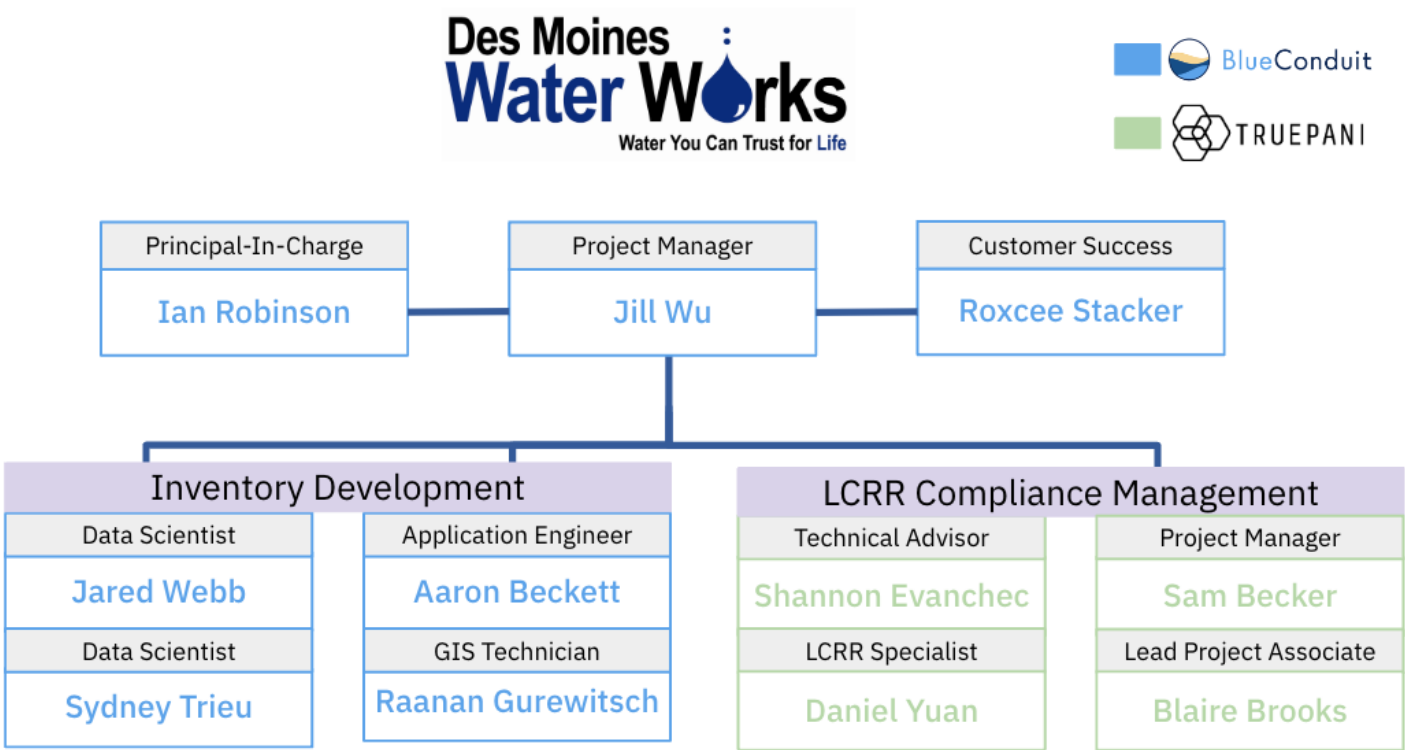 Des Moines
Water Works
Water You Can Trust for Life
BlueConduit
TRUEPANI
Principal-In-Charge
Ian Robinson
Project Manager
Jill Wu
Customer Success
Roxcee Stacker
Inventory Development
Data Scientist
Jared Webb
Data Scientist
Sydney Trieu
Application Engineer
Aaron Beckett
GIS Technician
Raanan Gurewitsch
LCRR Compliance Management
Technical Advisor
Shannon Evanchec
LCRR Specialist
Daniel Yuan
Project Manager
Sam Becker
Lead Project Associate
Blaire Brooks